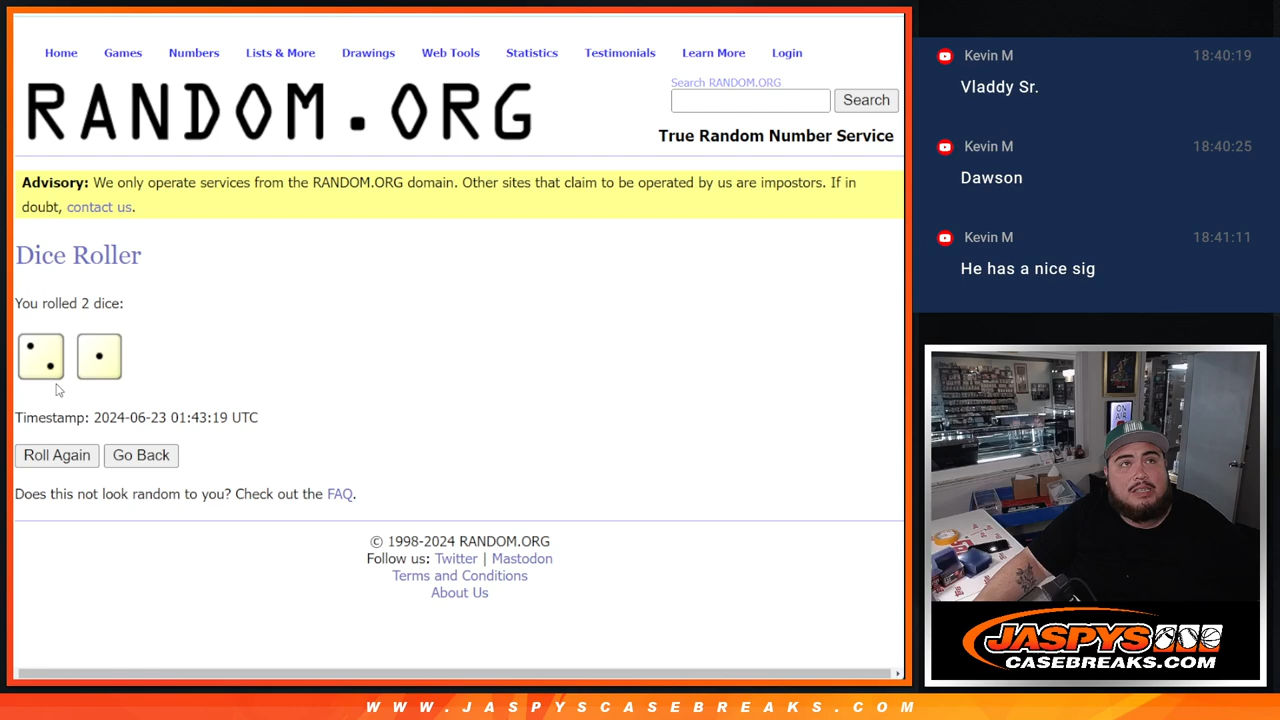 Home Games Numbers Lists & More Drawings Web Tools Statistics Testimonials Learn More Login
RANDOM.ORG
Search RANDOM.ORG
Search
True Random Number Service
Advisory: We only operate services from the RANDOM.ORG domain. Other sites that claim to be operated by us are impostors. If in
doubt, contact us.
Dice Roller
You rolled 2 dice:
Timestamp: 2024-06-23 01:43:19 UTC
Roll Again Go Back
Does this not look random to you? Check out the FAQ.
© 1998-2024 RANDOM.ORG
Follow us: Twitter | Mastodon
Terms and Conditions
About Us
Kevin M 18:40:19
Vladdy Sr.
Kevin M 18:40:25
Dawson
Kevin M 18:41:11
He has a nice sig
ON
AIR
JASPYS
CASEBREAKS.COM
WWW.JASPYSCASEBREAKS.COM